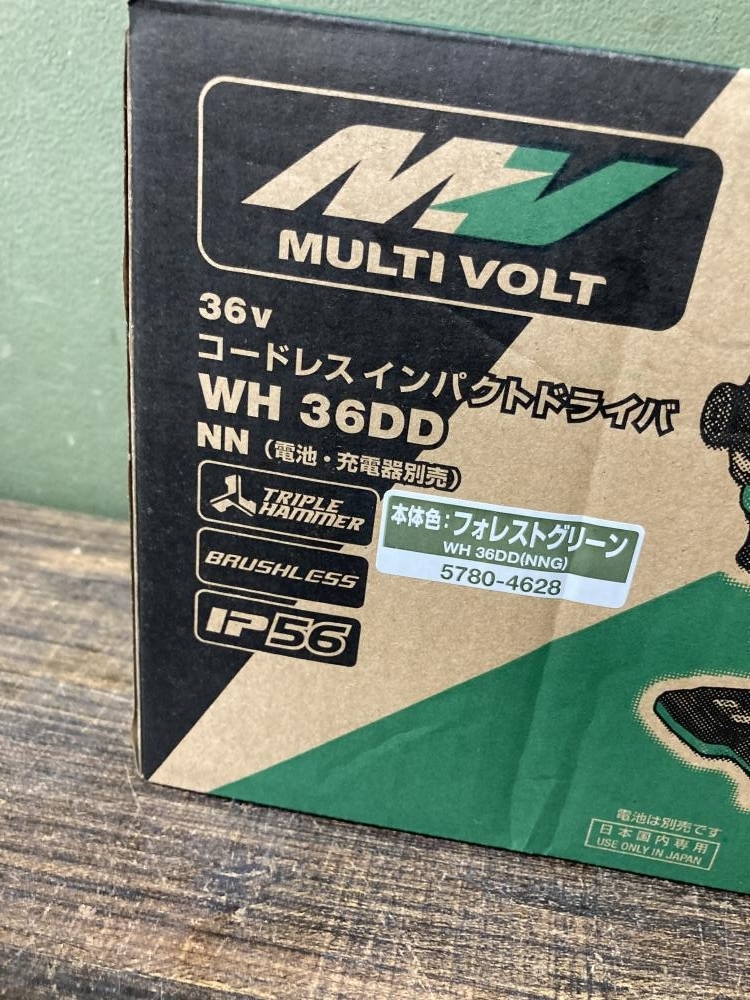 MV
MULTI VOLT
36v
コードレス インパクトドライバ
WH 36DD
NN (電池・充電器別売)
TRIPLE
HAMMER
BRUSHLESS
IP56
本体色:フォレストグリーン
WH 36DD(NNG)
5780-4628
電池は別売です
日本国内専用
USE ONLY IN JAPAN